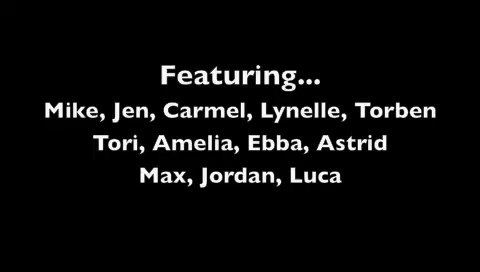 Featuring...
Mike, Jen, Carmel, Lynelle, Torben
Tori, Amelia, Ebba, Astrid
Max, Jordan, Luca